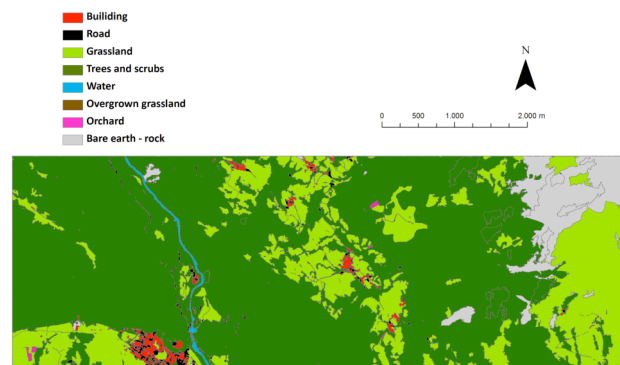 Builiding
Road
Grassland
Trees and scrubs
Water
Overgrown grassland
Orchard
Bare earth - rock
N
0 500 1.000 2.000 m